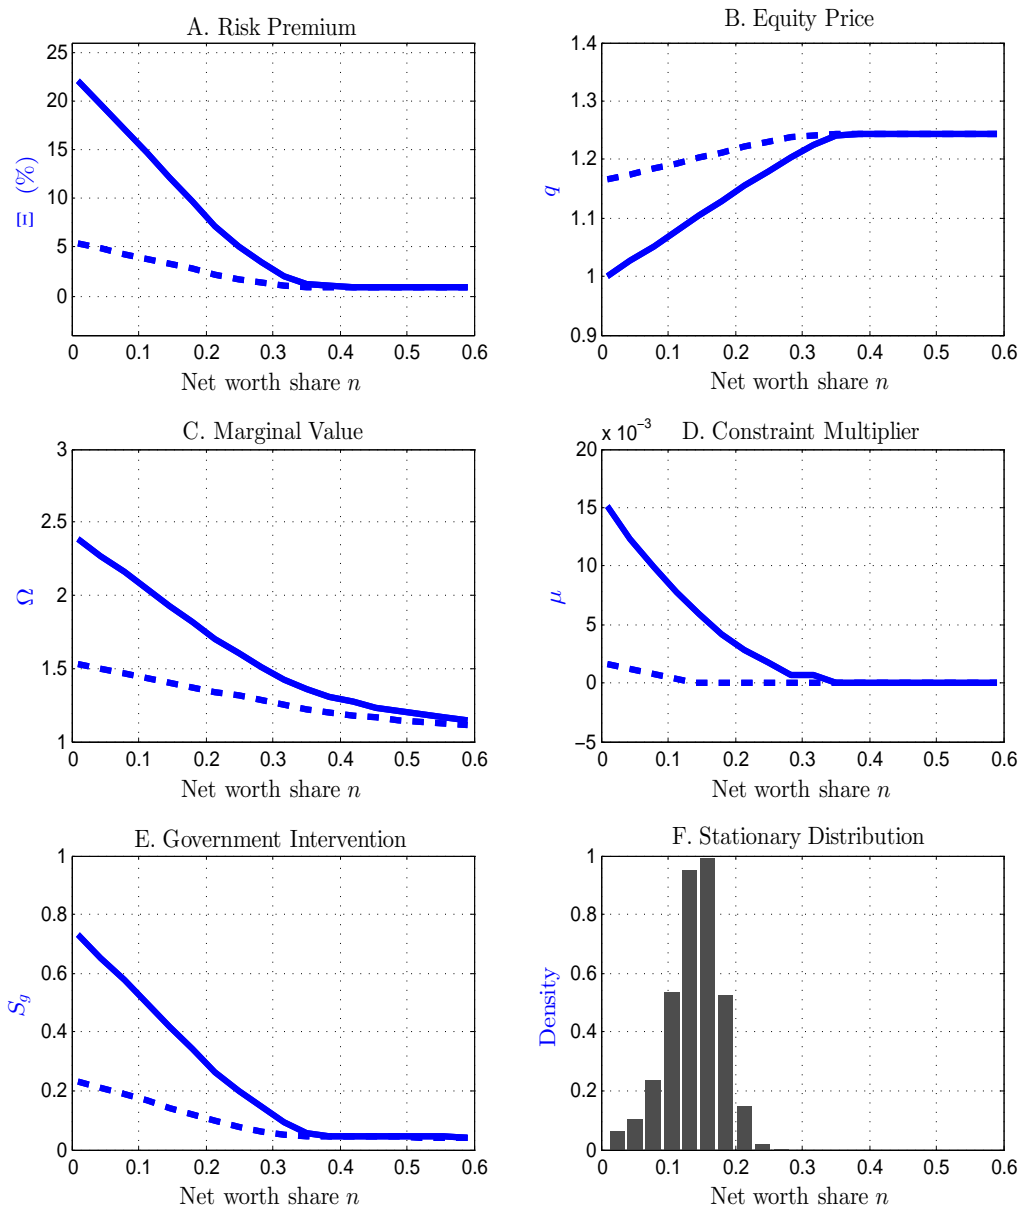 A. Risk Premium
25
20
15
10
5
0
Ξ (%)
0 0.1 0.2 0.3 0.4 0.5 0.6
Net worth share n
B. Equity Price
1.4
1.3
1.2
1.1
1
0.9
q
0 0.1 0.2 0.3 0.4 0.5 0.6
Net worth share n
C. Marginal Value
3
2.5
2
1.5
1
Ω
0 0.1 0.2 0.3 0.4 0.5 0.6
Net worth share n
x 10⁻³ D. Constraint Multiplier
20
15
10
5
0
−5
μ
0 0.1 0.2 0.3 0.4 0.5 0.6
Net worth share n
E. Government Intervention
1
0.8
0.6
0.4
0.2
0
S_g
0 0.1 0.2 0.3 0.4 0.5 0.6
Net worth share n
F. Stationary Distribution
1
0.8
0.6
0.4
0.2
0
Density
0 0.1 0.2 0.3 0.4 0.5 0.6
Net worth share n